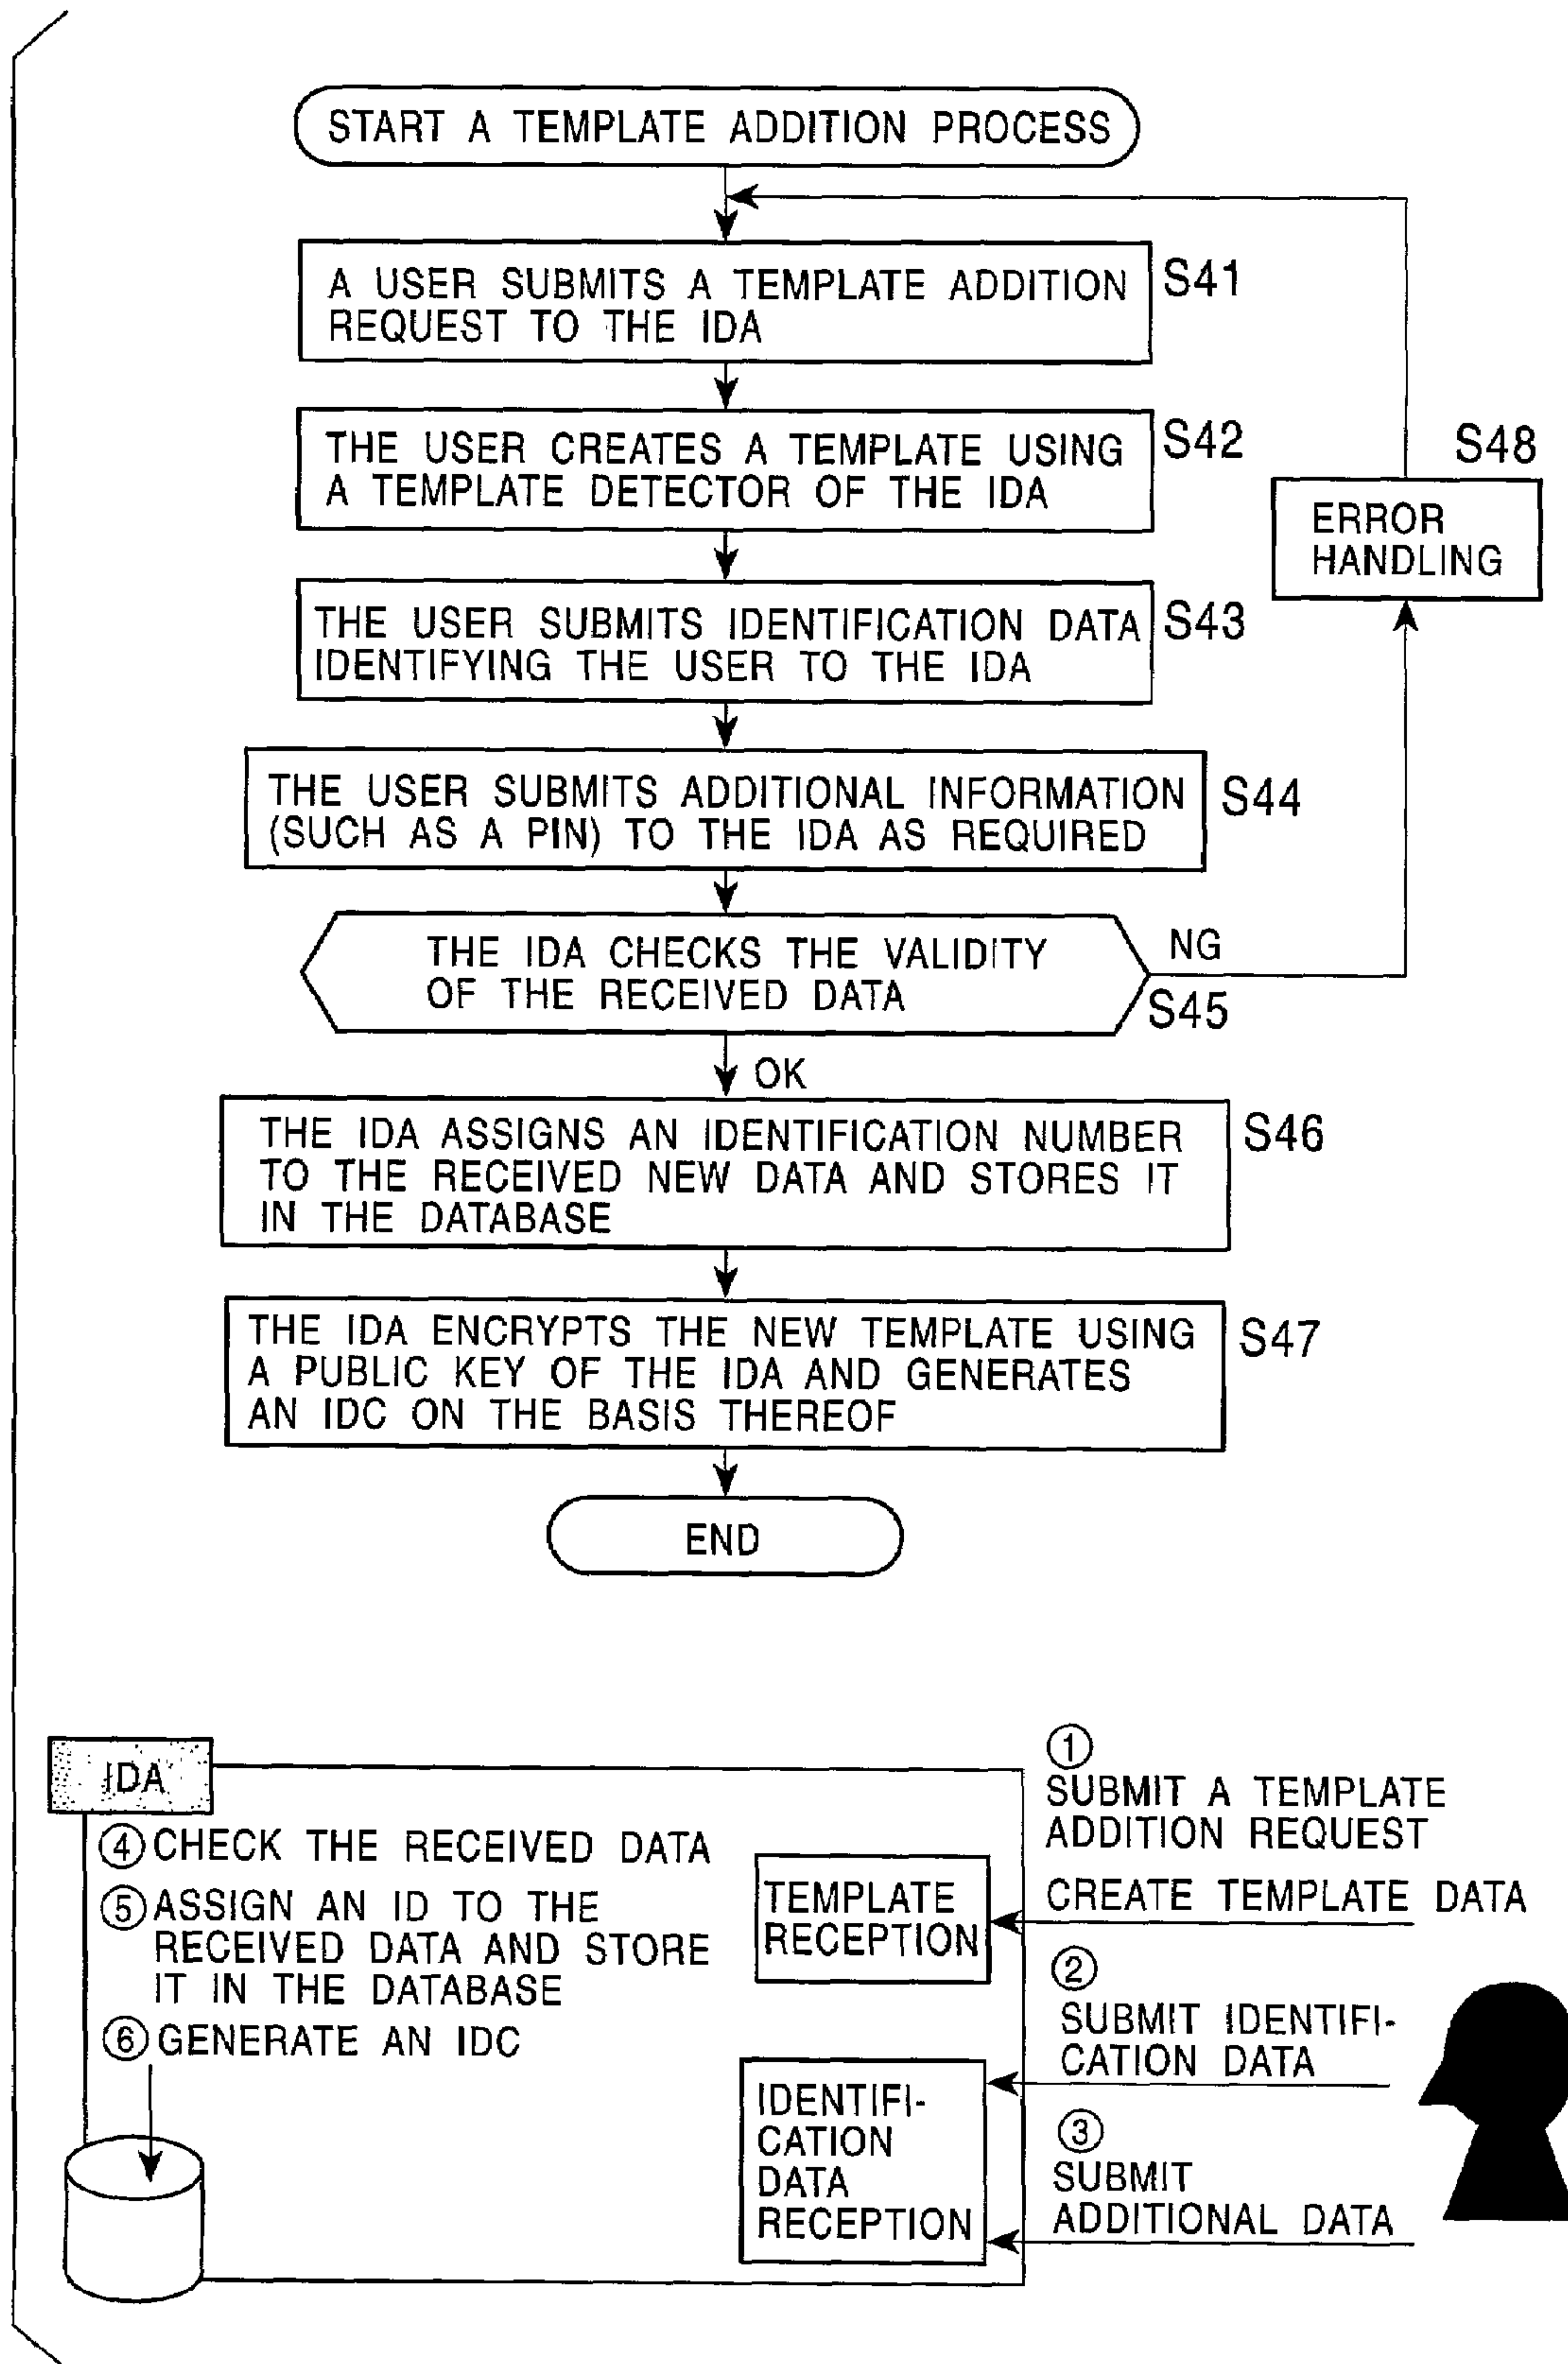 START A TEMPLATE ADDITION PROCESS
A USER SUBMITS A TEMPLATE ADDITION
REQUEST TO THE IDA
S41
THE USER CREATES A TEMPLATE USING
A TEMPLATE DETECTOR OF THE IDA
S42
S48
ERROR
HANDLING
THE USER SUBMITS IDENTIFICATION DATA
IDENTIFYING THE USER TO THE IDA
S43
THE USER SUBMITS ADDITIONAL INFORMATION
(SUCH AS A PIN) TO THE IDA AS REQUIRED
S44
THE IDA CHECKS THE VALIDITY
OF THE RECEIVED DATA
NG
S45
OK
THE IDA ASSIGNS AN IDENTIFICATION NUMBER
TO THE RECEIVED NEW DATA AND STORES IT
IN THE DATABASE
S46
THE IDA ENCRYPTS THE NEW TEMPLATE USING
A PUBLIC KEY OF THE IDA AND GENERATES
AN IDC ON THE BASIS THEREOF
S47
END
IDA
④ CHECK THE RECEIVED DATA
⑤ ASSIGN AN ID TO THE
RECEIVED DATA AND STORE
IT IN THE DATABASE
⑥ GENERATE AN IDC
TEMPLATE
RECEPTION
IDENTIFI-
CATION
DATA
RECEPTION
①
SUBMIT A TEMPLATE
ADDITION REQUEST
CREATE TEMPLATE DATA
②
SUBMIT IDENTIFI-
CATION DATA
③
SUBMIT
ADDITIONAL DATA